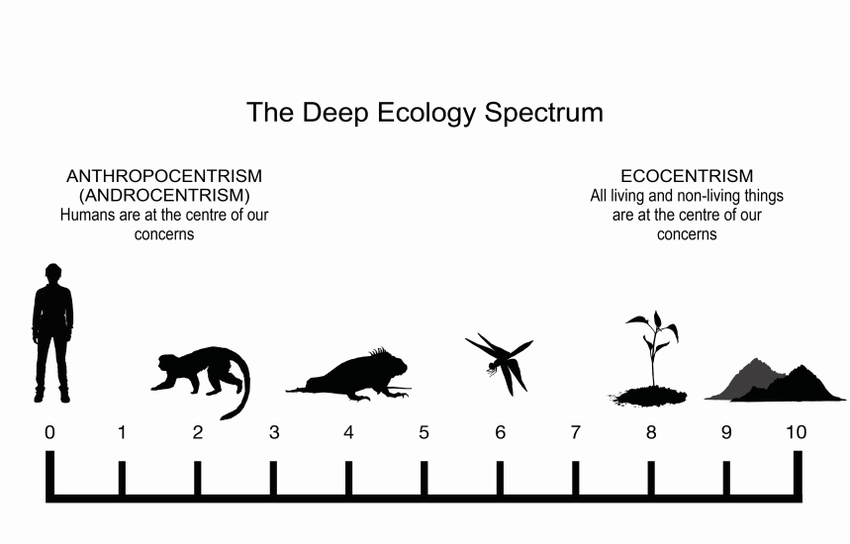 The Deep Ecology Spectrum
ANTHROPOCENTRISM
(ANDROCENTRISM)
Humans are at the centre of our
concerns
ECOCENTRISM
All living and non-living things
are at the centre of our
concerns
0 1 2 3 4 5 6 7 8 9 10